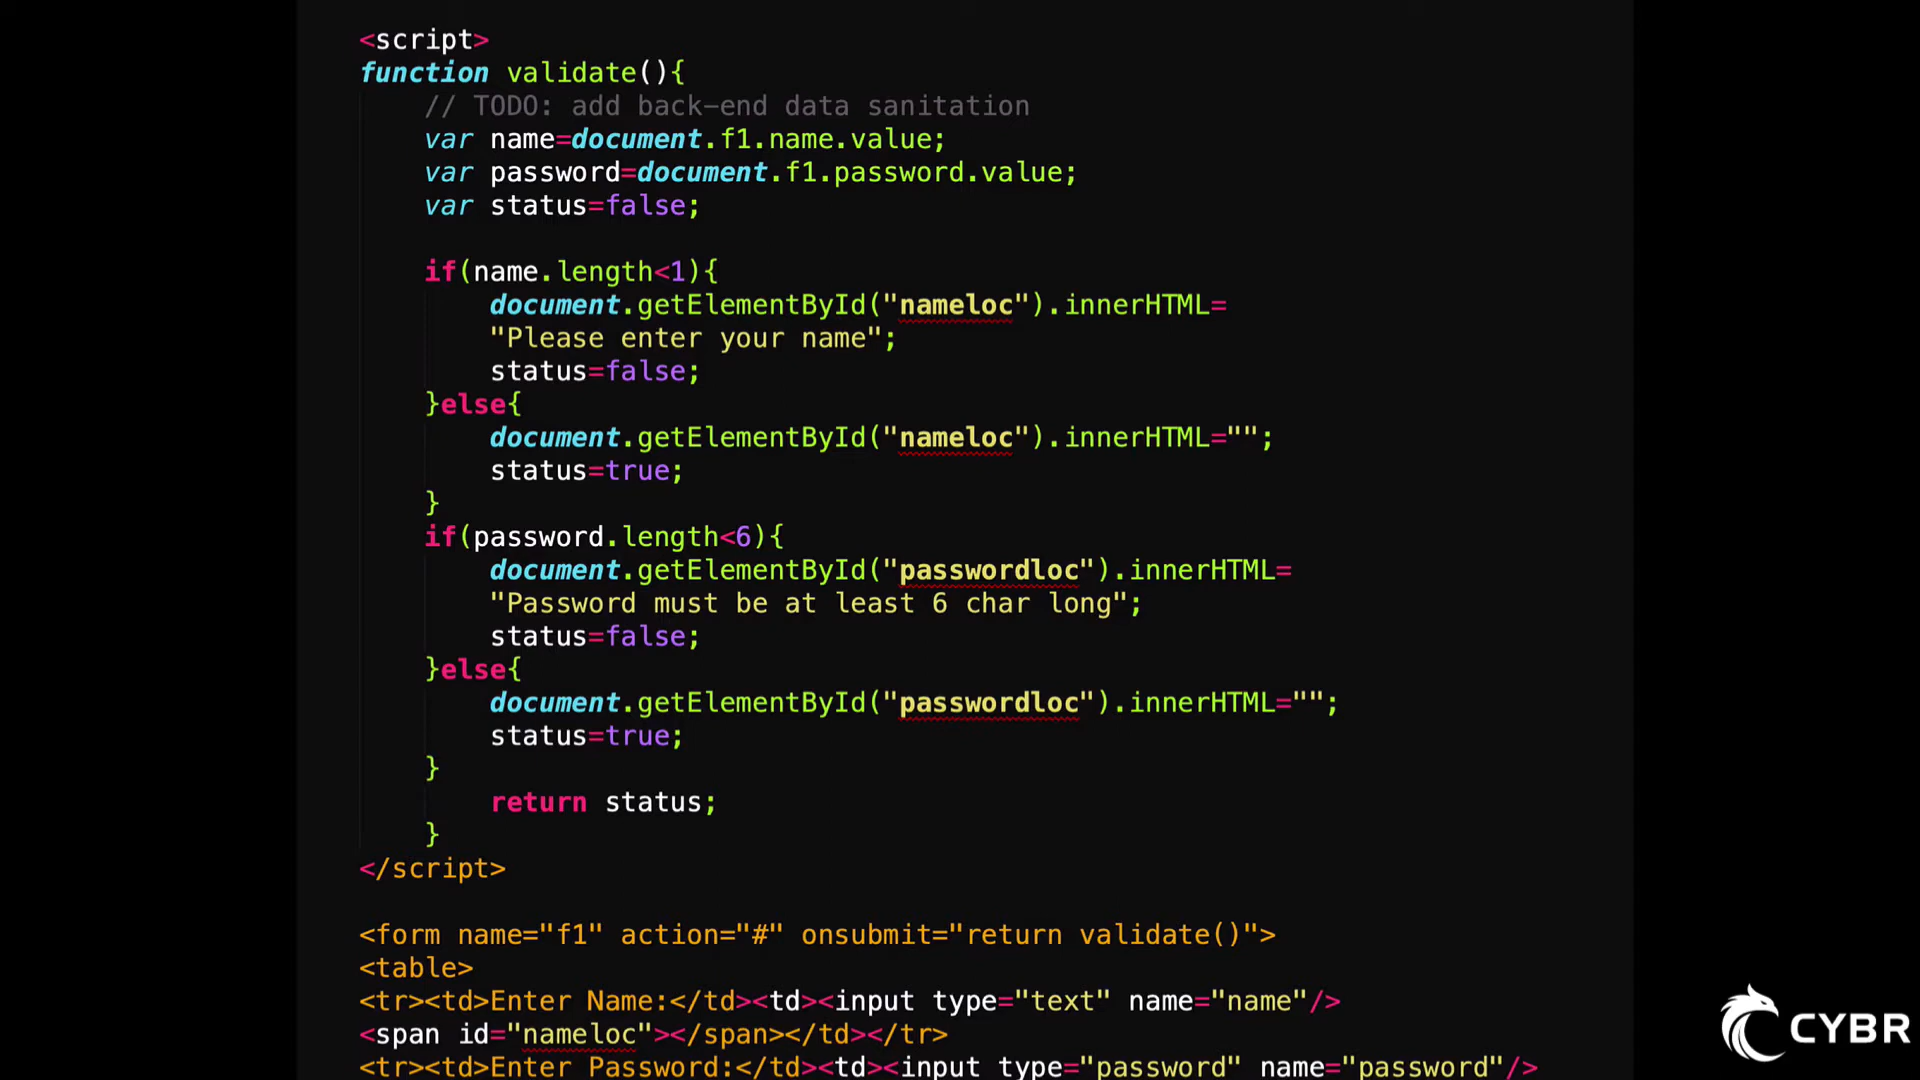 <script>
function validate(){
// TODO: add back-end data sanitation
var name=document.f1.name.value;
var password=document.f1.password.value;
var status=false;
if(name.length<1){
document.getElementById("nameloc").innerHTML=
"Please enter your name";
status=false;
}else{
document.getElementById("nameloc").innerHTML="";
status=true;
}
if(password.length<6){
document.getElementById("passwordloc").innerHTML=
"Password must be at least 6 char long";
status=false;
}else{
document.getElementById("passwordloc").innerHTML="";
status=true;
}
return status;
}
</script>
<form name="f1" action="#" onsubmit="return validate()">
<table>
<tr><td>Enter Name:</td><td><input type="text" name="name"/>
<span id="nameloc"></span></td></tr>
<tr><td>Enter Password:</td><td><input type="password" name="password"/>
CYBR